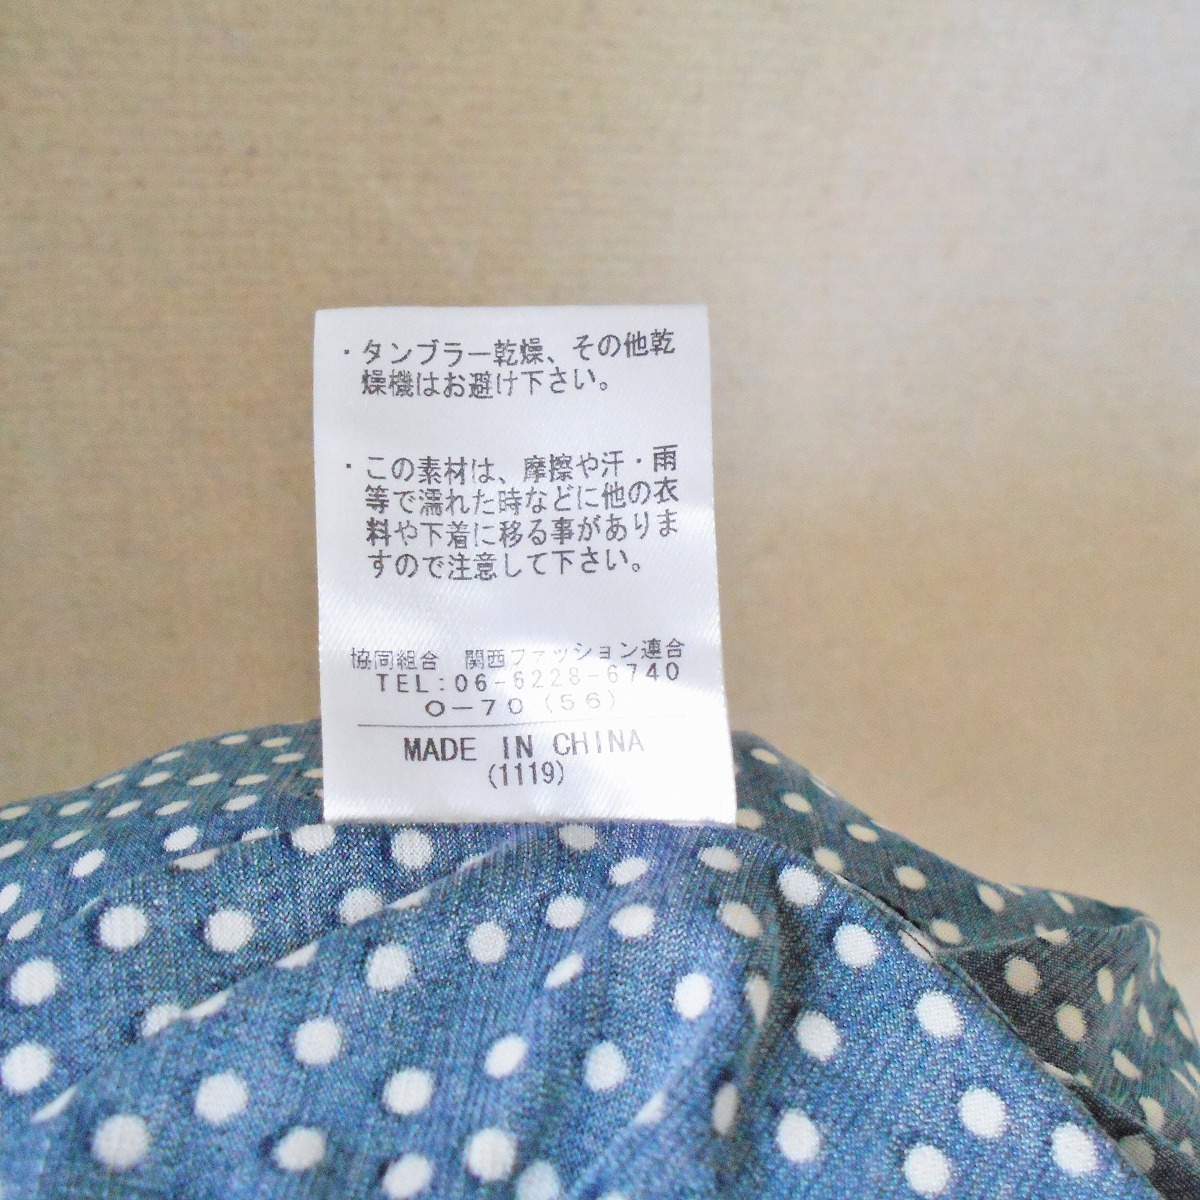 ・タンブラー乾燥、その他乾
燥機はお避け下さい。
・この素材は、摩擦や汗・雨
等で濡れた時などに他の衣
料や下着に移る事がありま
すので注意して下さい。
協同組合 関西ファッション連合
TEL:06-6228-6740
O-70(56)
MADE IN CHINA
(1119)